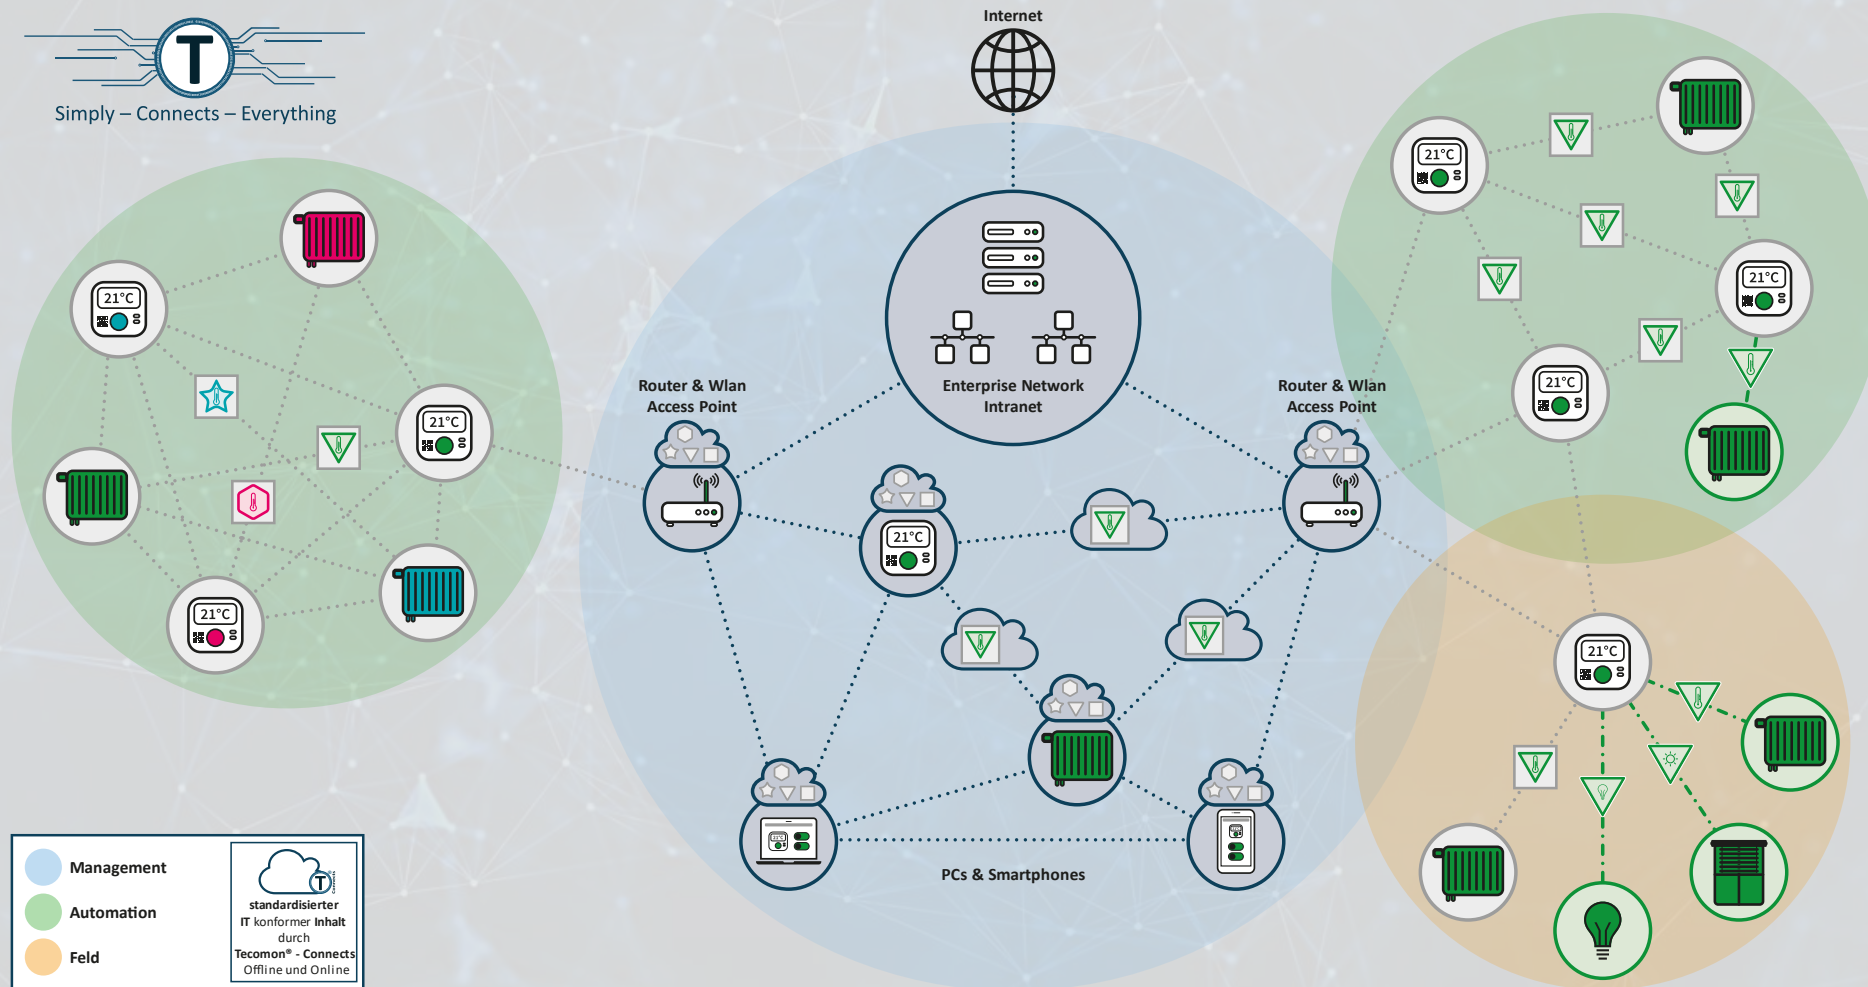 Internet
T
Simply – Connects – Everything
21°C
21°C
21°C
21°C
21°C
21°C
Router & Wlan
Access Point
Enterprise Network
Intranet
Router & Wlan
Access Point
21°C
21°C
PCs & Smartphones
Management
Automation
Feld
T
Connects
standardisierter
IT konformer Inhalt
durch
Tecomon® - Connects
Offline und Online